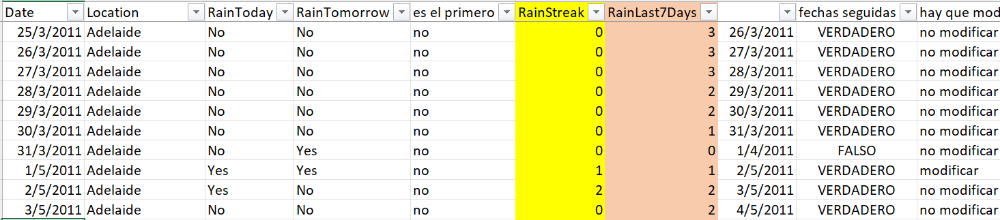 Date Location RainToday RainTomorrow es el primero RainStreak RainLast7Days fechas seguidas hay que mod
25/3/2011 Adelaide No No no 0 3 26/3/2011 VERDADERO no modificar
26/3/2011 Adelaide No No no 0 3 27/3/2011 VERDADERO no modificar
27/3/2011 Adelaide No No no 0 3 28/3/2011 VERDADERO no modificar
28/3/2011 Adelaide No No no 0 2 29/3/2011 VERDADERO no modificar
29/3/2011 Adelaide No No no 0 2 30/3/2011 VERDADERO no modificar
30/3/2011 Adelaide No No no 0 1 31/3/2011 VERDADERO no modificar
31/3/2011 Adelaide No Yes no 0 0 1/4/2011 FALSO no modificar
1/5/2011 Adelaide Yes Yes no 1 1 2/5/2011 VERDADERO modificar
2/5/2011 Adelaide Yes No no 2 2 3/5/2011 VERDADERO no modificar
3/5/2011 Adelaide No No no 0 2 4/5/2011 VERDADERO no modificar